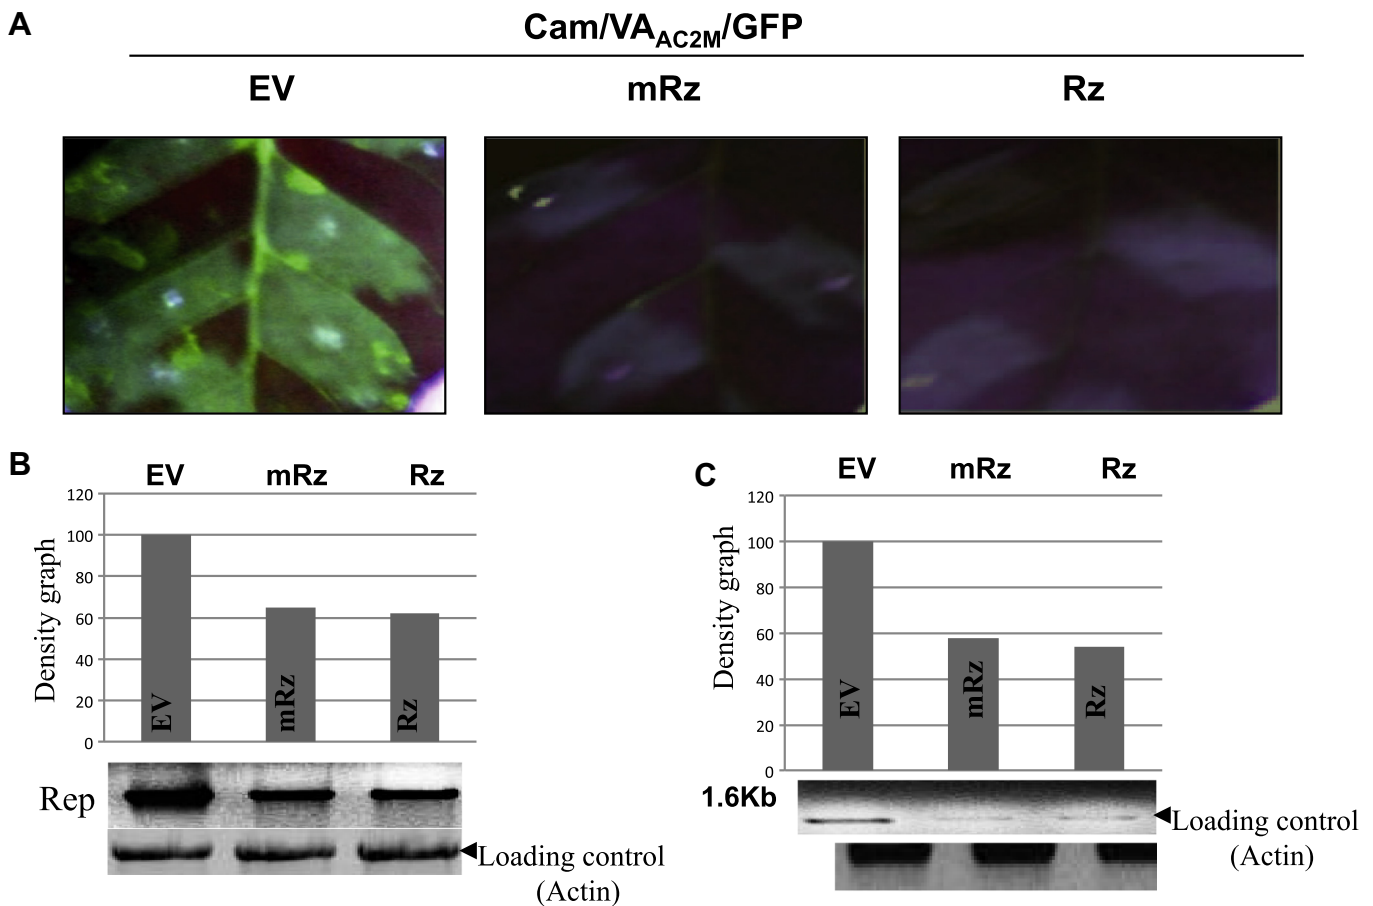 A
Cam/VAAC2M/GFP
EV mRz Rz
B
EV mRz Rz
120
100
80
60
40
20
0
Density graph
EV
mRz
Rz
Rep
Loading control
(Actin)
C
EV mRz Rz
120
100
80
60
40
20
0
Density graph
EV
mRz
Rz
1.6Kb
Loading control
(Actin)